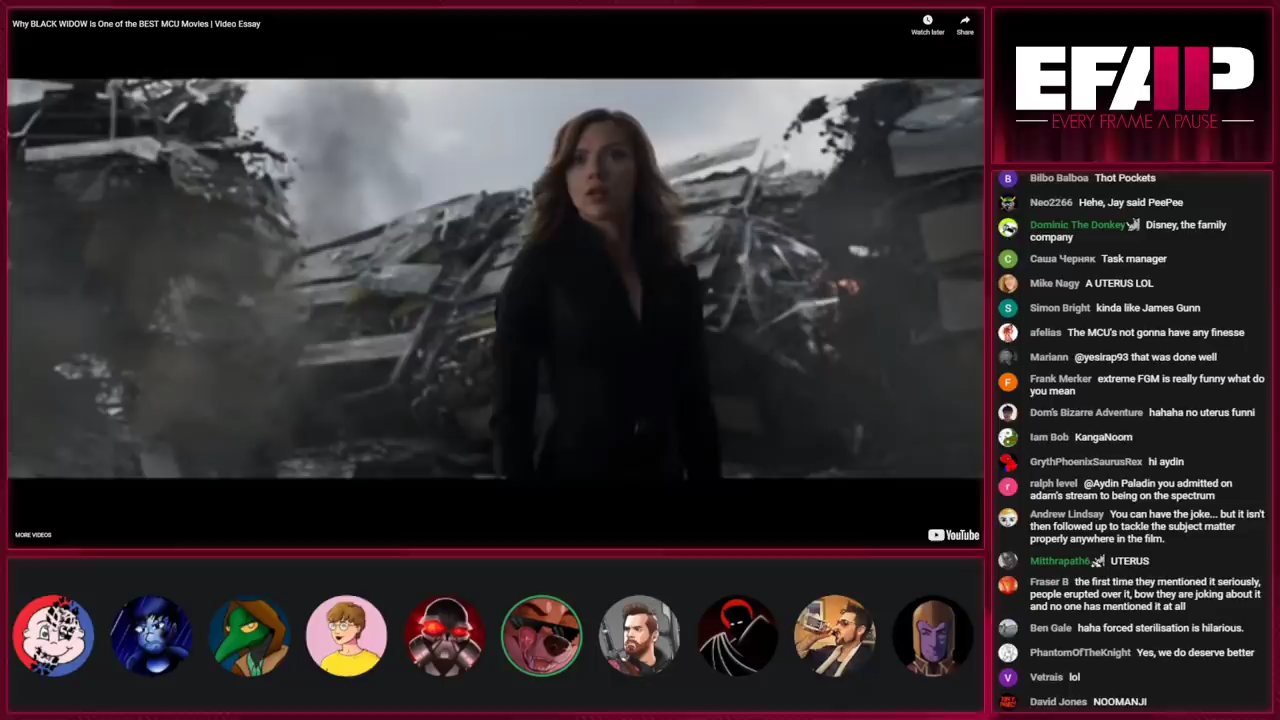 Why BLACK WIDOW is One of the BEST MCU Movies | Video Essay
Watch later
Share
MORE VIDEOS
YouTube
EFAP
EVERY FRAME A PAUSE
B Bilbo Balboa Thot Pockets
Neo2266 Hehe, Jay said PeePee
Dominic The Donkey Disney, the family
company
C Саша Черняк Task manager
Mike Nagy A UTERUS LOL
S Simon Bright kinda like James Gunn
afelias The MCU's not gonna have any finesse
Mariann @yesirap93 that was done well
F Frank Merker extreme FGM is really funny what do
you mean
Dom's Bizarre Adventure hahaha no uterus funni
Iam Bob KangaNoom
GrythPhoenixSaurusRex hi aydin
r ralph level @Aydin Paladin you admitted on
adam's stream to being on the spectrum
Andrew Lindsay You can have the joke... but it isn't
then followed up to tackle the subject matter
properly anywhere in the film.
Mitthrapath6 UTERUS
Fraser B the first time they mentioned it seriously,
people erupted over it, bow they are joking about it
and no one has mentioned it at all
Ben Gale haha forced sterilisation is hilarious.
PhantomOfTheKnight Yes, we do deserve better
V Vetrais lol
David Jones NOOMANJI